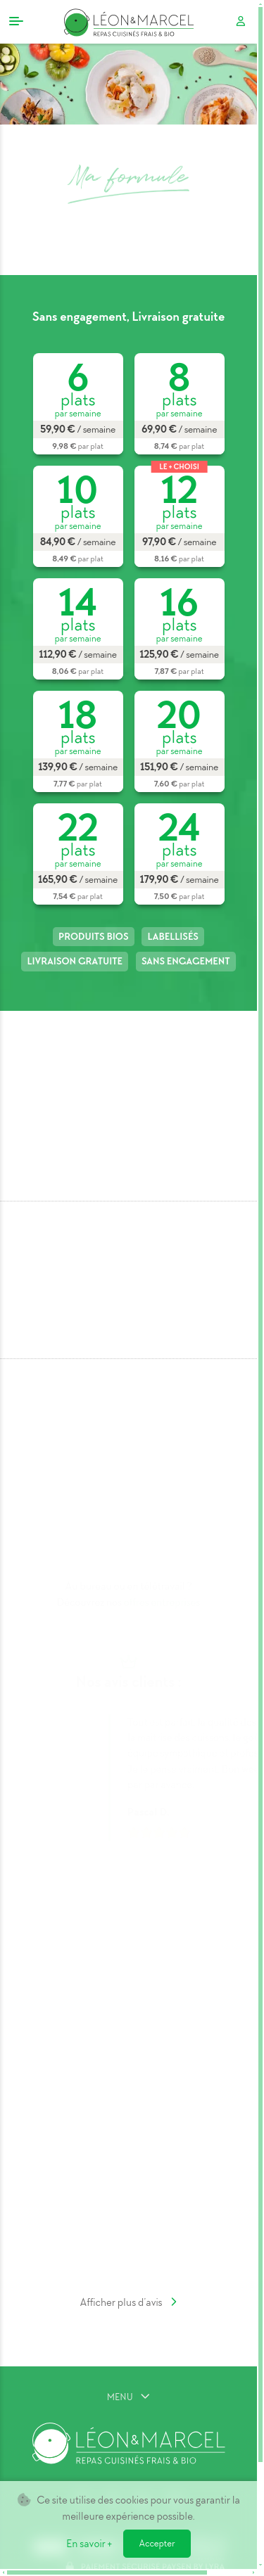 LÉON&MARCEL
REPAS CUISINÉS FRAIS & BIO
Ma formule
Sans engagement, Livraison gratuite
6
plats
par semaine
59,90 € / semaine
9.98 € par plat
8
plats
par semaine
69,90 € / semaine
8.74 € par plat
10
plats
par semaine
84,90 € / semaine
8.49 € par plat
LE + CHOISI
12
plats
par semaine
97,90 € / semaine
8.16 € par plat
14
plats
par semaine
112,90 € / semaine
8,06 € par plat
16
plats
par semaine
125,90 € / semaine
7,87 € par plat
18
plats
par semaine
139,90 € / semaine
7,77 € par plat
20
plats
par semaine
151,90 € / semaine
7.60 € par plat
22
plats
par semaine
165,90 € / semaine
7,54 € par plat
24
plats
par semaine
179,90 € / semaine
7.50 € par plat
PRODUITS BIOS
LABELLISÉS
LIVRAISON GRATUITE
SANS ENGAGEMENT
Afficher plus d'avis
MENU
LÉON&MARCEL
REPAS CUISINÉS FRAIS & BIO
Ce site utilise des cookies pour vous garantir la
meilleure expérience possible.
En savoir +
Accepter